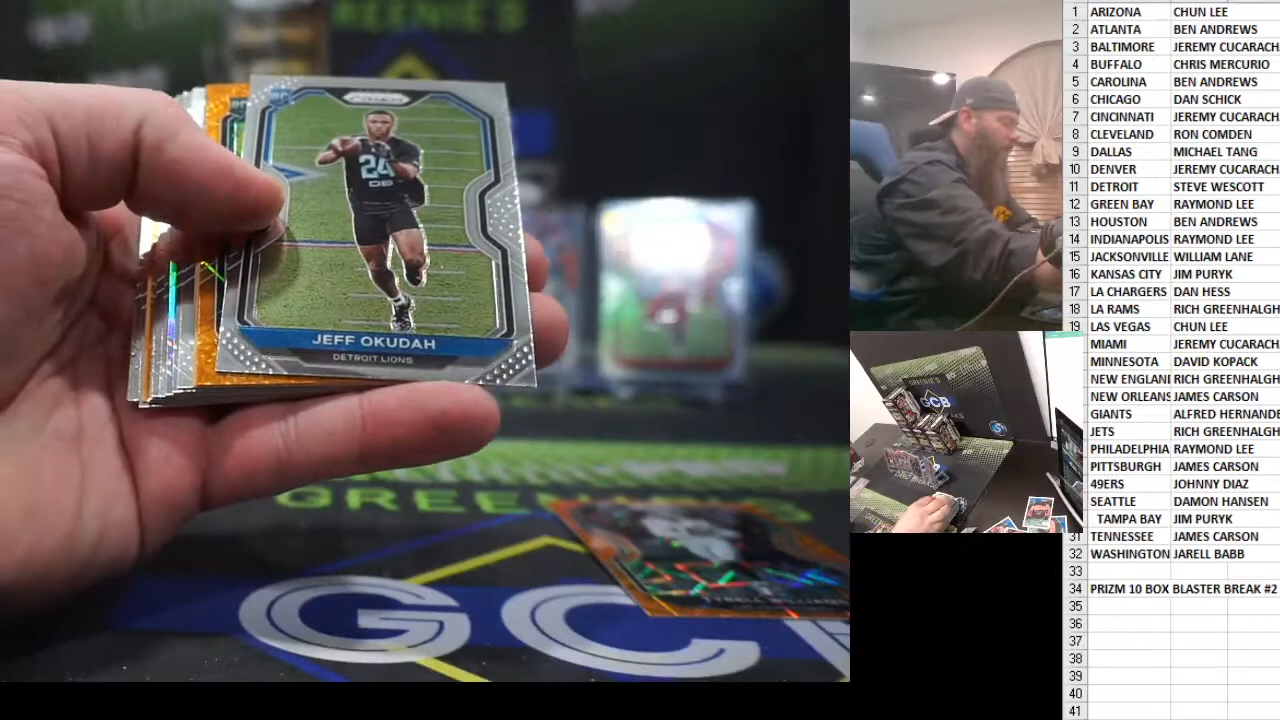 PRIZM
RC
24
DB
JEFF OKUDAH
DETROIT LIONS
GREENIE'S
GCB
1 ARIZONA CHUN LEE
2 ATLANTA BEN ANDREWS
3 BALTIMORE JEREMY CUCARACH
4 BUFFALO CHRIS MERCURIO
5 CAROLINA BEN ANDREWS
6 CHICAGO DAN SCHICK
7 CINCINNATI JEREMY CUCARACH
8 CLEVELAND RON COMDEN
9 DALLAS MICHAEL TANG
10 DENVER JEREMY CUCARACH
11 DETROIT STEVE WESCOTT
12 GREEN BAY RAYMOND LEE
13 HOUSTON BEN ANDREWS
14 INDIANAPOLIS RAYMOND LEE
15 JACKSONVILLE WILLIAM LANE
16 KANSAS CITY JIM PURYK
17 LA CHARGERS DAN HESS
18 LA RAMS RICH GREENHALGH
19 LAS VEGAS CHUN LEE
MIAMI JEREMY CUCARACH
MINNESOTA DAVID KOPACK
NEW ENGLAND RICH GREENHALGH
NEW ORLEANS JAMES CARSON
GIANTS ALFRED HERNANDE
JETS RICH GREENHALGH
PHILADELPHIA RAYMOND LEE
PITTSBURGH JAMES CARSON
49ERS JOHNNY DIAZ
SEATTLE DAMON HANSEN
TAMPA BAY JIM PURYK
31 TENNESSEE JAMES CARSON
32 WASHINGTON JARELL BABB
33
34 PRIZM 10 BOX BLASTER BREAK #2
35
36
37
38
39
40
41